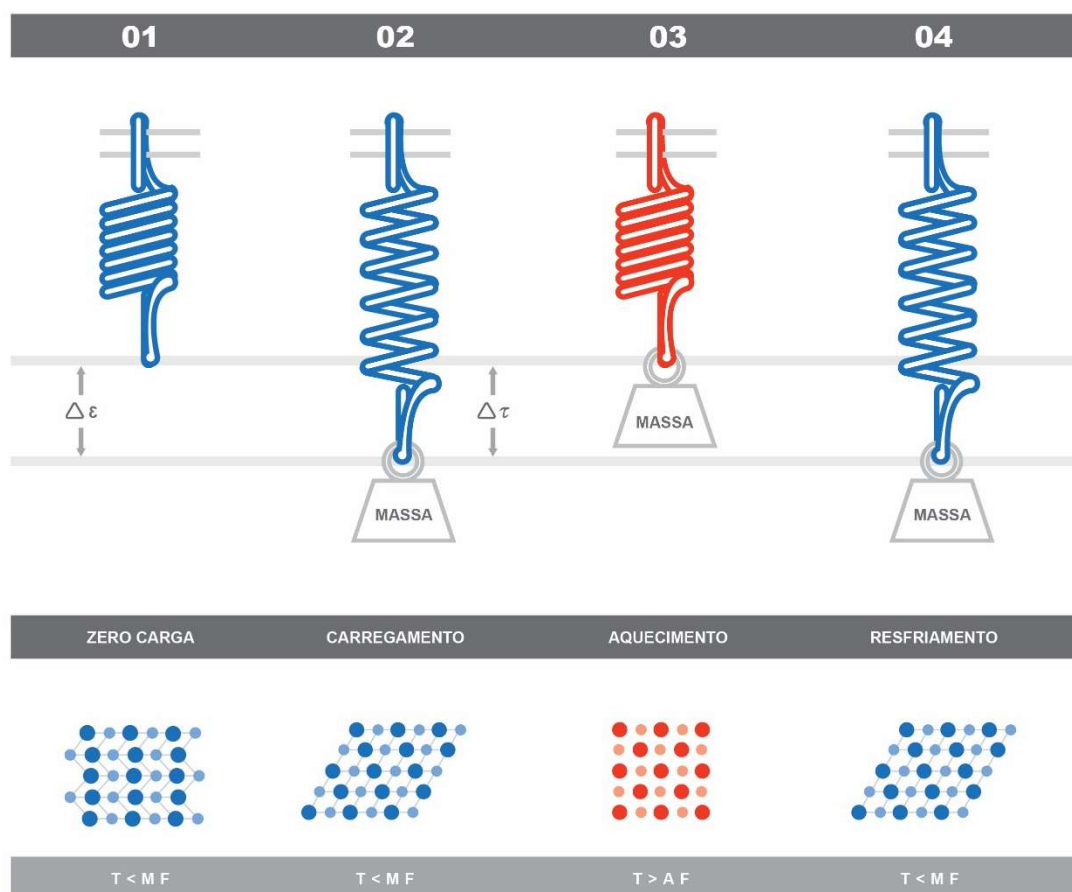 01 02 03 04
Δ ε
Δ τ
MASSA
MASSA
MASSA
ZERO CARGA CARREGAMENTO AQUECIMENTO RESFRIAMENTO
T < M F T < M F T > A F T < M F